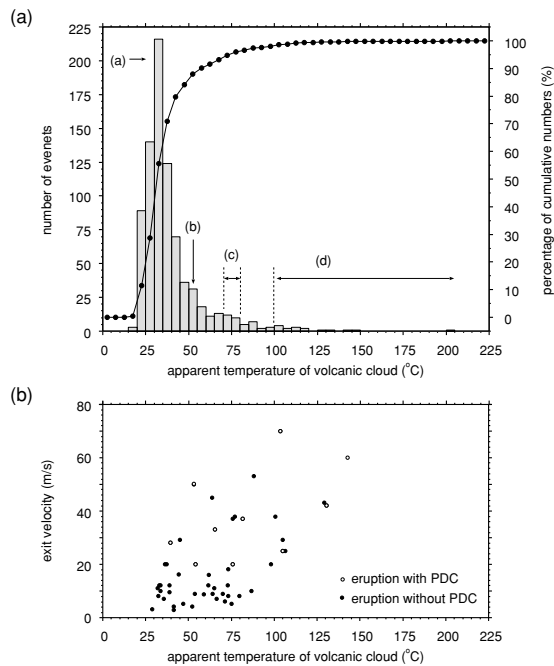 (a)
225
200
175
150
125
100
75
50
25
0
number of evenets
100
90
80
70
60
50
40
30
20
10
0
percentage of cumulative numbers (%)
(a)
(b)
(c)
(d)
0 25 50 75 100 125 150 175 200 225
apparent temperature of volcanic cloud (°C)
(b)
80
60
40
20
0
exit velocity (m/s)
eruption with PDC
eruption without PDC
0 25 50 75 100 125 150 175 200 225
apparent temperature of volcanic cloud (°C)